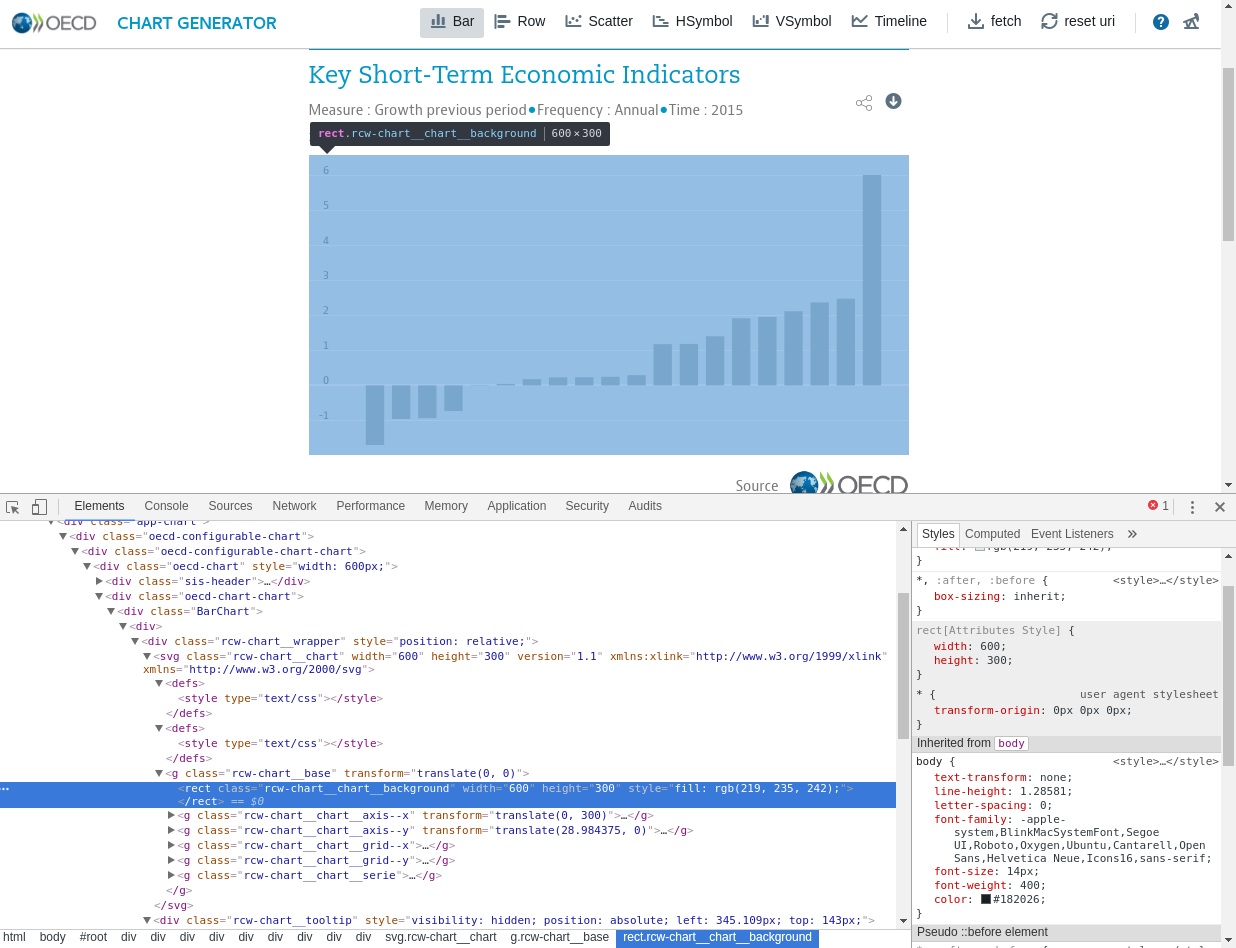 OECD CHART GENERATOR Bar Row Scatter HSymbol VSymbol Timeline fetch reset uri ?
Key Short-Term Economic Indicators
Measure : Growth previous period●Frequency : Annual●Time : 2015
rect.rcw-chart__chart__background | 600 × 300
6
5
4
3
2
1
0
-1
Source OECD
Elements Console Sources Network Performance Memory Application Security Audits 1
<div class="app-chart">
<div class="oecd-configurable-chart">
<div class="oecd-configurable-chart-chart">
<div class="oecd-chart" style="width: 600px;">
<div class="sis-header">…</div>
<div class="oecd-chart-chart">
<div class="BarChart">
<div>
<div class="rcw-chart__wrapper" style="position: relative;">
<svg class="rcw-chart__chart" width="600" height="300" version="1.1" xmlns:xlink="http://www.w3.org/1999/xlink"
xmlns="http://www.w3.org/2000/svg">
<defs>
<style type="text/css"></style>
</defs>
<defs>
<style type="text/css"></style>
</defs>
<g class="rcw-chart__base" transform="translate(0, 0)">
… <rect class="rcw-chart__chart__background" width="600" height="300" style="fill: rgb(219, 235, 242);">
</rect> == $0
<g class="rcw-chart__chart__axis--x" transform="translate(0, 300)">…</g>
<g class="rcw-chart__chart__axis--y" transform="translate(28.984375, 0)">…</g>
<g class="rcw-chart__chart__grid--x">…</g>
<g class="rcw-chart__chart__grid--y">…</g>
<g class="rcw-chart__chart__serie">…</g>
</g>
</svg>
<div class="rcw-chart__tooltip" style="visibility: hidden; position: absolute; left: 345.109px; top: 143px;">
html body #root div div div div div div div div div svg.rcw-chart__chart g.rcw-chart__base rect.rcw-chart__chart__background
Styles Computed Event Listeners »
fill: rgb(219, 235, 242);
}
*, :after, :before { <style>…</style>
box-sizing: inherit;
}
rect[Attributes Style] {
width: 600;
height: 300;
}
* { user agent stylesheet
transform-origin: 0px 0px 0px;
}
Inherited from body
body { <style>…</style>
text-transform: none;
line-height: 1.28581;
letter-spacing: 0;
font-family: -apple-
system,BlinkMacSystemFont,Segoe
UI,Roboto,Oxygen,Ubuntu,Cantarell,Open
Sans,Helvetica Neue,Icons16,sans-serif;
font-size: 14px;
font-weight: 400;
color: #182026;
}
Pseudo ::before element